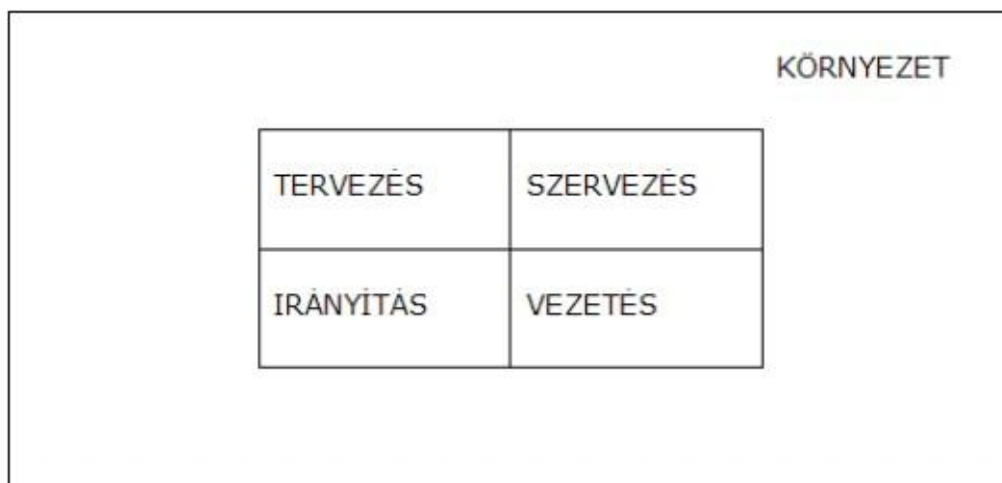 KÖRNYEZET
TERVEZÉS
SZERVEZÉS
IRÁNYÍTÁS
VEZETÉS